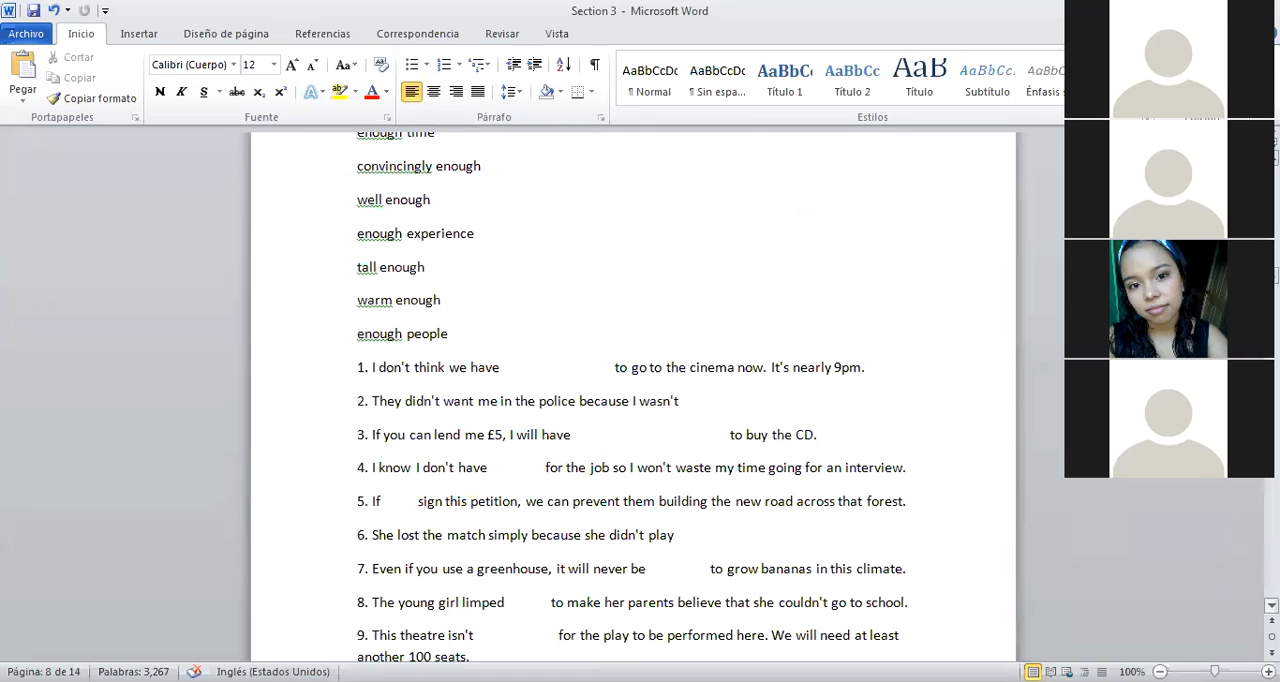 Section 3 - Microsoft Word
Archivo Inicio Insertar Diseño de página Referencias Correspondencia Revisar Vista
Cortar
Copiar
Copiar formato
Pegar
Portapapeles
Calibri (Cuerpo) 12
N K S abc x₂ x²
Fuente
Párrafo
AaBbCcDc AaBbCcDc AaBbC AaBbCc AaB AaBbCc. AaBbCc
¶ Normal ¶ Sin espa... Título 1 Título 2 Título Subtítulo Énfasis
Estilos
enough time
convincingly enough
well enough
enough experience
tall enough
warm enough
enough people
1. I don't think we have to go to the cinema now. It's nearly 9pm.
2. They didn't want me in the police because I wasn't
3. If you can lend me £5, I will have to buy the CD.
4. I know I don't have for the job so I won't waste my time going for an interview.
5. If sign this petition, we can prevent them building the new road across that forest.
6. She lost the match simply because she didn't play
7. Even if you use a greenhouse, it will never be to grow bananas in this climate.
8. The young girl limped to make her parents believe that she couldn't go to school.
9. This theatre isn't for the play to be performed here. We will need at least
another 100 seats.
Página: 8 de 14 Palabras: 3,267 Inglés (Estados Unidos) 100%